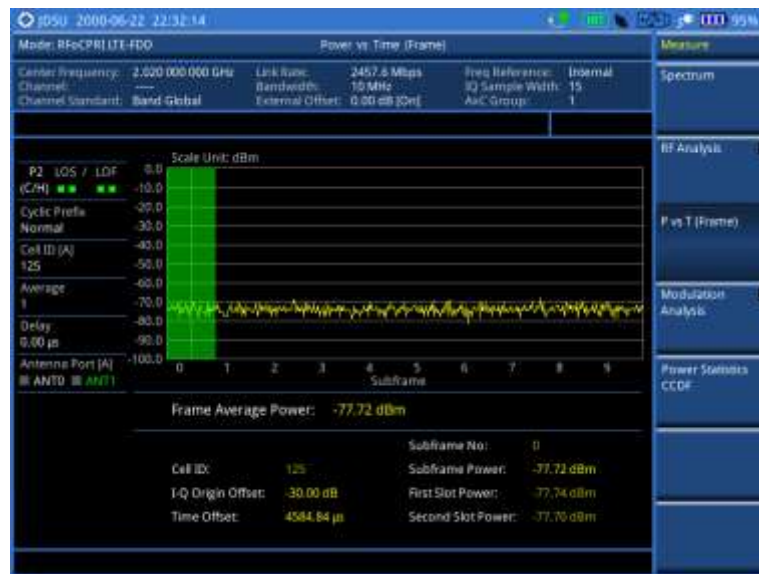 JDSU 2000-06-22 22:32:14
95%
Mode: RFoCPRI LTE-FDD Power vs Time (Frame)
Center Frequency: 2.020 000 000 GHz Link Rate: 2457.6 Mbps Freq Reference: Internal
Channel: ---- Bandwidth: 10 MHz IQ Sample Width: 15
Channel Standard: Band Global External Offset: 0.00 dB [On] AxC Group: 1
Measure
Spectrum
RF Analysis
P vs T (Frame)
Modulation
Analysis
Power Statistics
CCDF
Scale Unit: dBm
P2 LOS / LOF
(C/H)
Cyclic Prefix
Normal
Cell ID [A]
125
Average
1
Delay
0.00 µs
Antenna Port [A]
ANT0 ANT1
0.0
-10.0
-20.0
-30.0
-40.0
-50.0
-60.0
-70.0
-80.0
-90.0
-100.0
0 1 2 3 4 5 6 7 8 9
Subframe
Frame Average Power: -77.72 dBm
Subframe No: 0
Cell ID: 125 Subframe Power: -77.72 dBm
I-Q Origin Offset: -30.00 dB First Slot Power: -77.74 dBm
Time Offset: 4584.84 µs Second Slot Power: -77.70 dBm